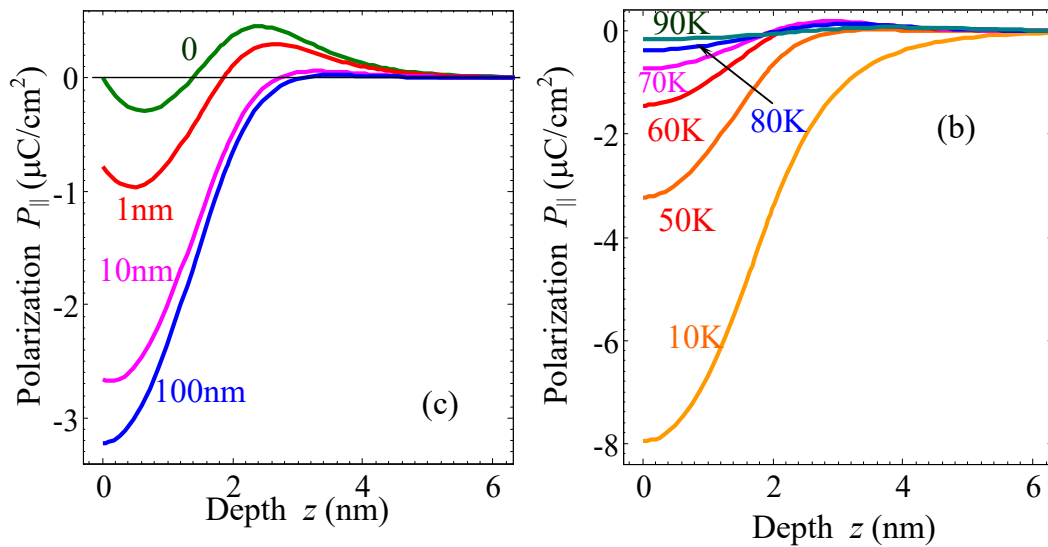 Polarization P∥ (μC/cm²)
0
-1
-2
-3
0
1nm
10nm
100nm
(c)
0 2 4 6
Depth z (nm)
Polarization P∥ (μC/cm²)
0
-2
-4
-6
-8
90K
70K
80K
60K
50K
10K
(b)
0 2 4 6
Depth z (nm)